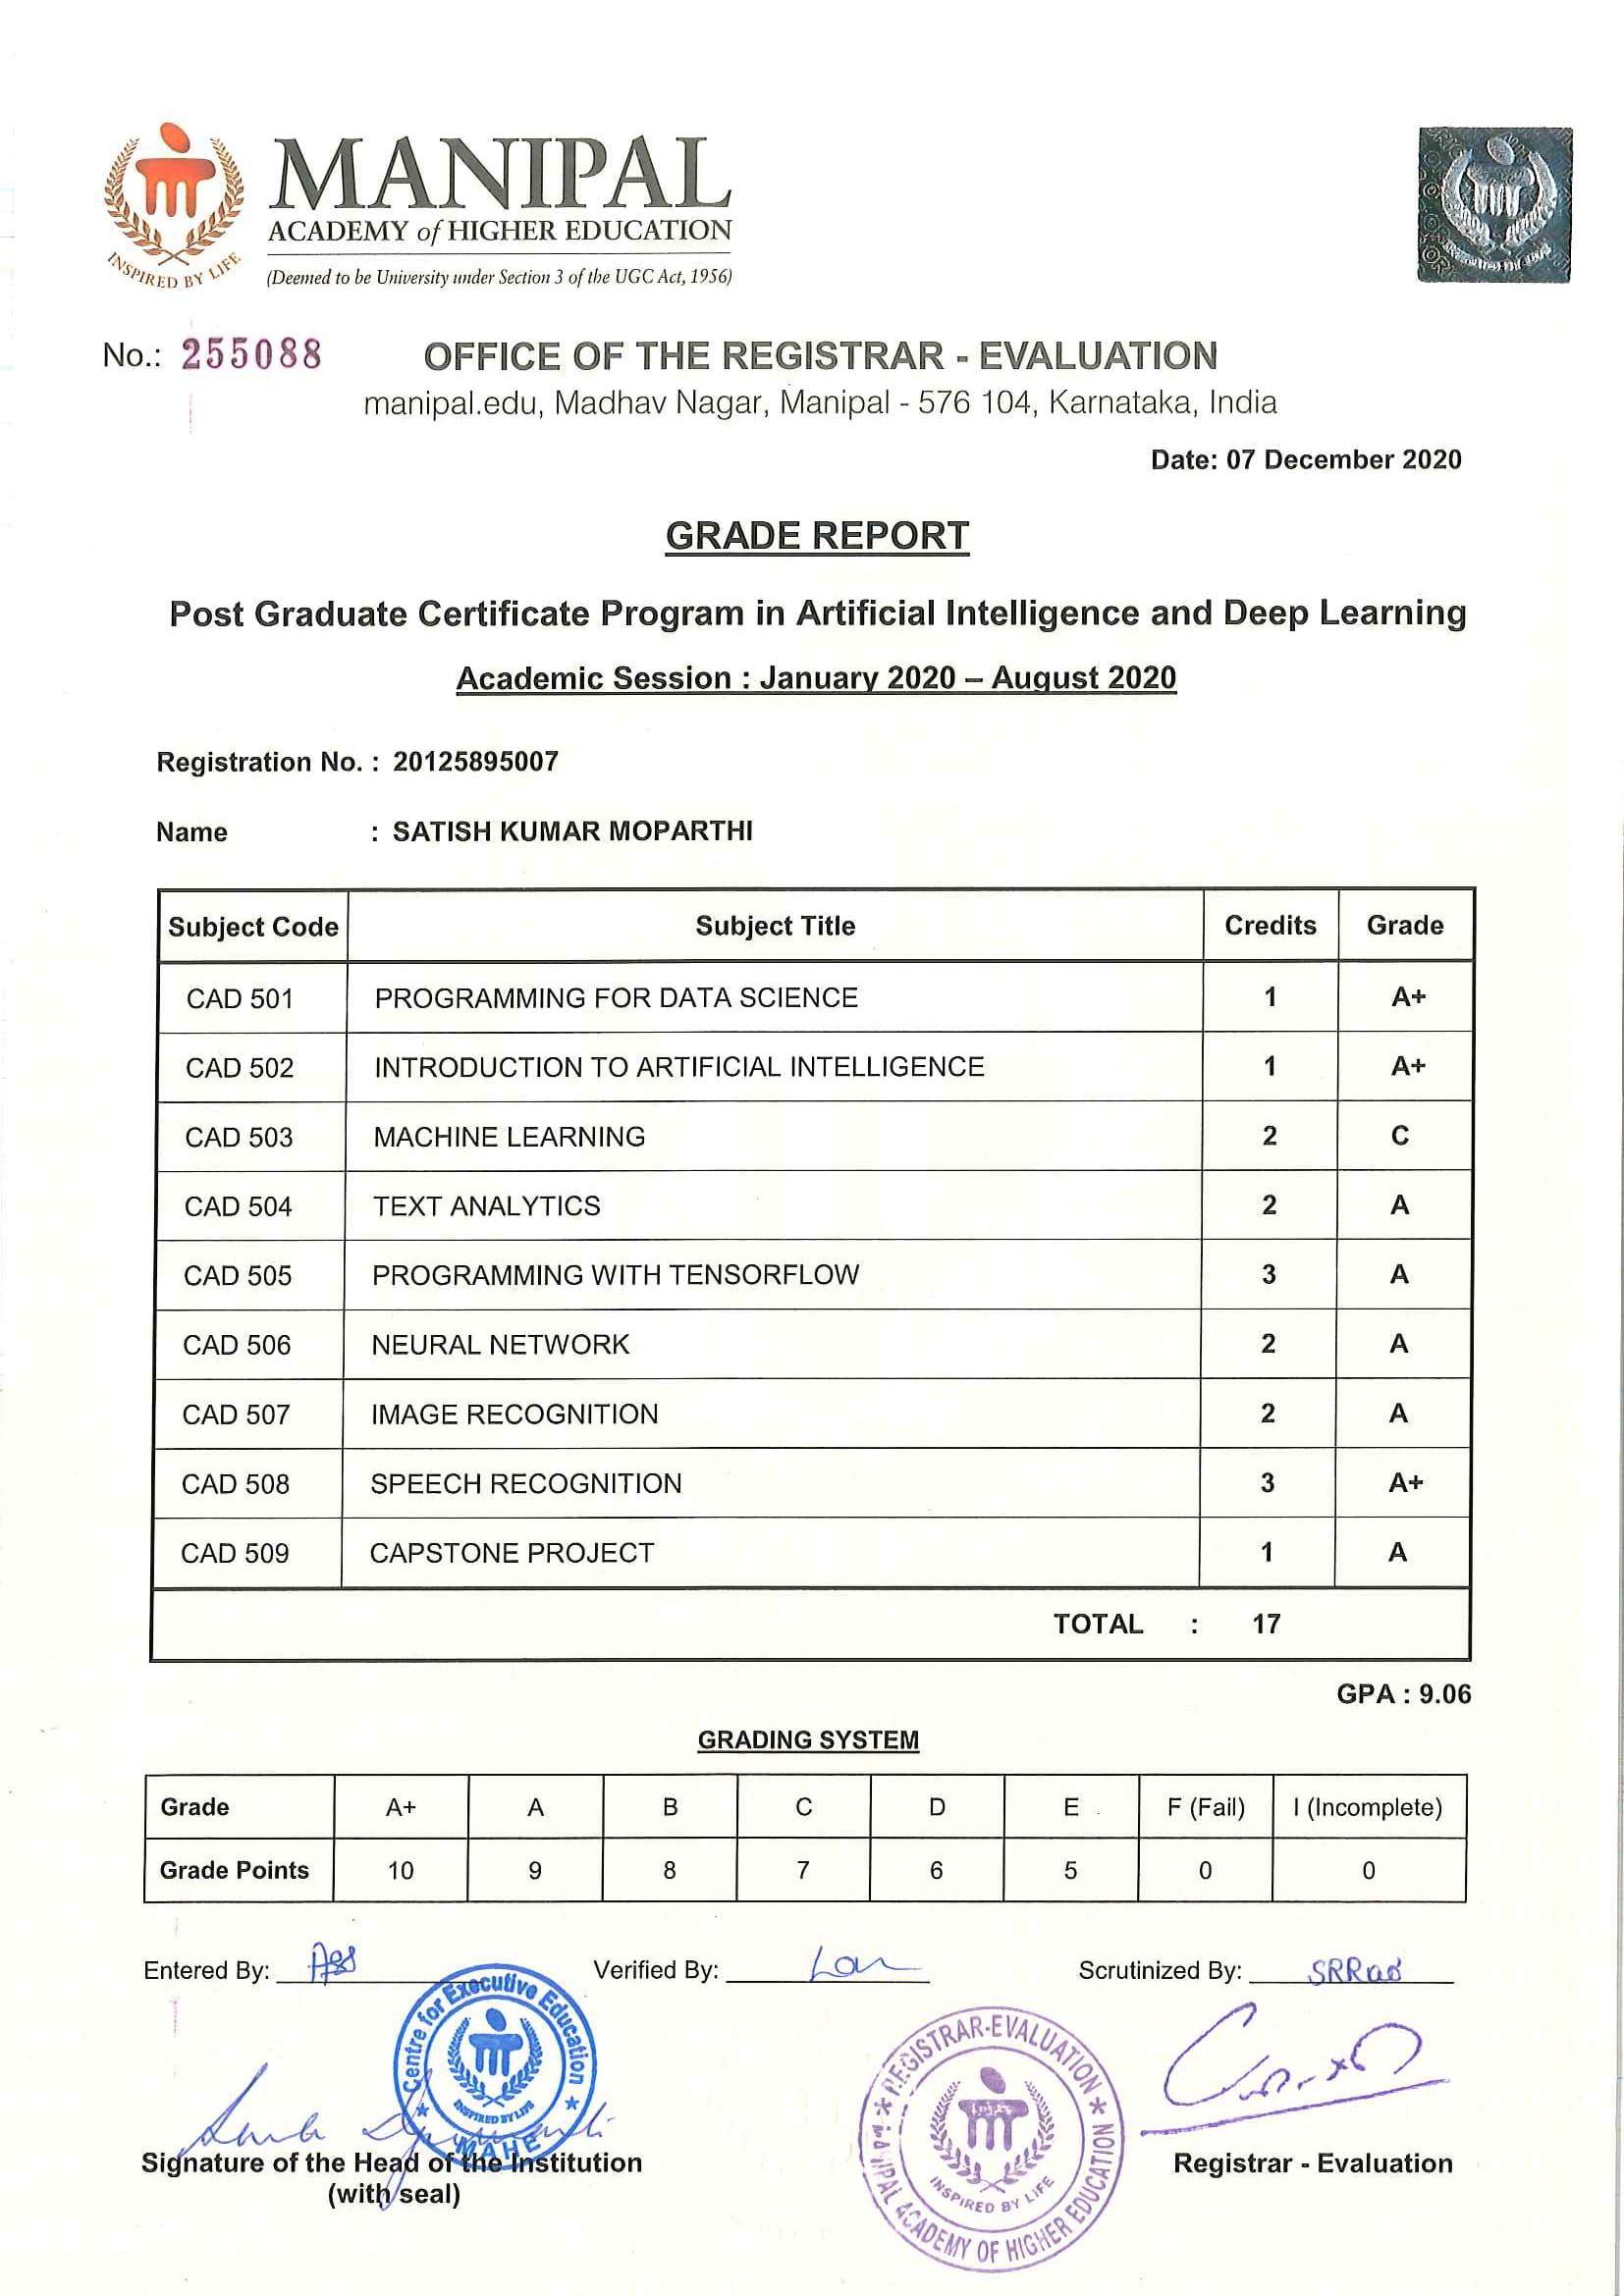 MANIPAL
ACADEMY of HIGHER EDUCATION
(Deemed to be University under Section 3 of the UGC Act, 1956)
INSPIRED BY LIFE
No.: 255088
OFFICE OF THE REGISTRAR - EVALUATION
manipal.edu, Madhav Nagar, Manipal - 576 104, Karnataka, India
Date: 07 December 2020
GRADE REPORT
Post Graduate Certificate Program in Artificial Intelligence and Deep Learning
Academic Session : January 2020 – August 2020
Registration No. : 20125895007
Name : SATISH KUMAR MOPARTHI
Subject Code Subject Title Credits Grade
CAD 501 PROGRAMMING FOR DATA SCIENCE 1 A+
CAD 502 INTRODUCTION TO ARTIFICIAL INTELLIGENCE 1 A+
CAD 503 MACHINE LEARNING 2 C
CAD 504 TEXT ANALYTICS 2 A
CAD 505 PROGRAMMING WITH TENSORFLOW 3 A
CAD 506 NEURAL NETWORK 2 A
CAD 507 IMAGE RECOGNITION 2 A
CAD 508 SPEECH RECOGNITION 3 A+
CAD 509 CAPSTONE PROJECT 1 A
TOTAL : 17
GPA : 9.06
GRADING SYSTEM
Grade A+ A B C D E F (Fail) I (Incomplete)
Grade Points 10 9 8 7 6 5 0 0
Entered By: Verified By: Scrutinized By: SRRao
Centre for Executive Education
INSPIRED BY LIFE
MAHE
REGISTRAR-EVALUATION
INSPIRED BY LIFE
MANIPAL ACADEMY OF HIGHER EDUCATION
Signature of the Head of the Institution
(with seal)
Registrar - Evaluation